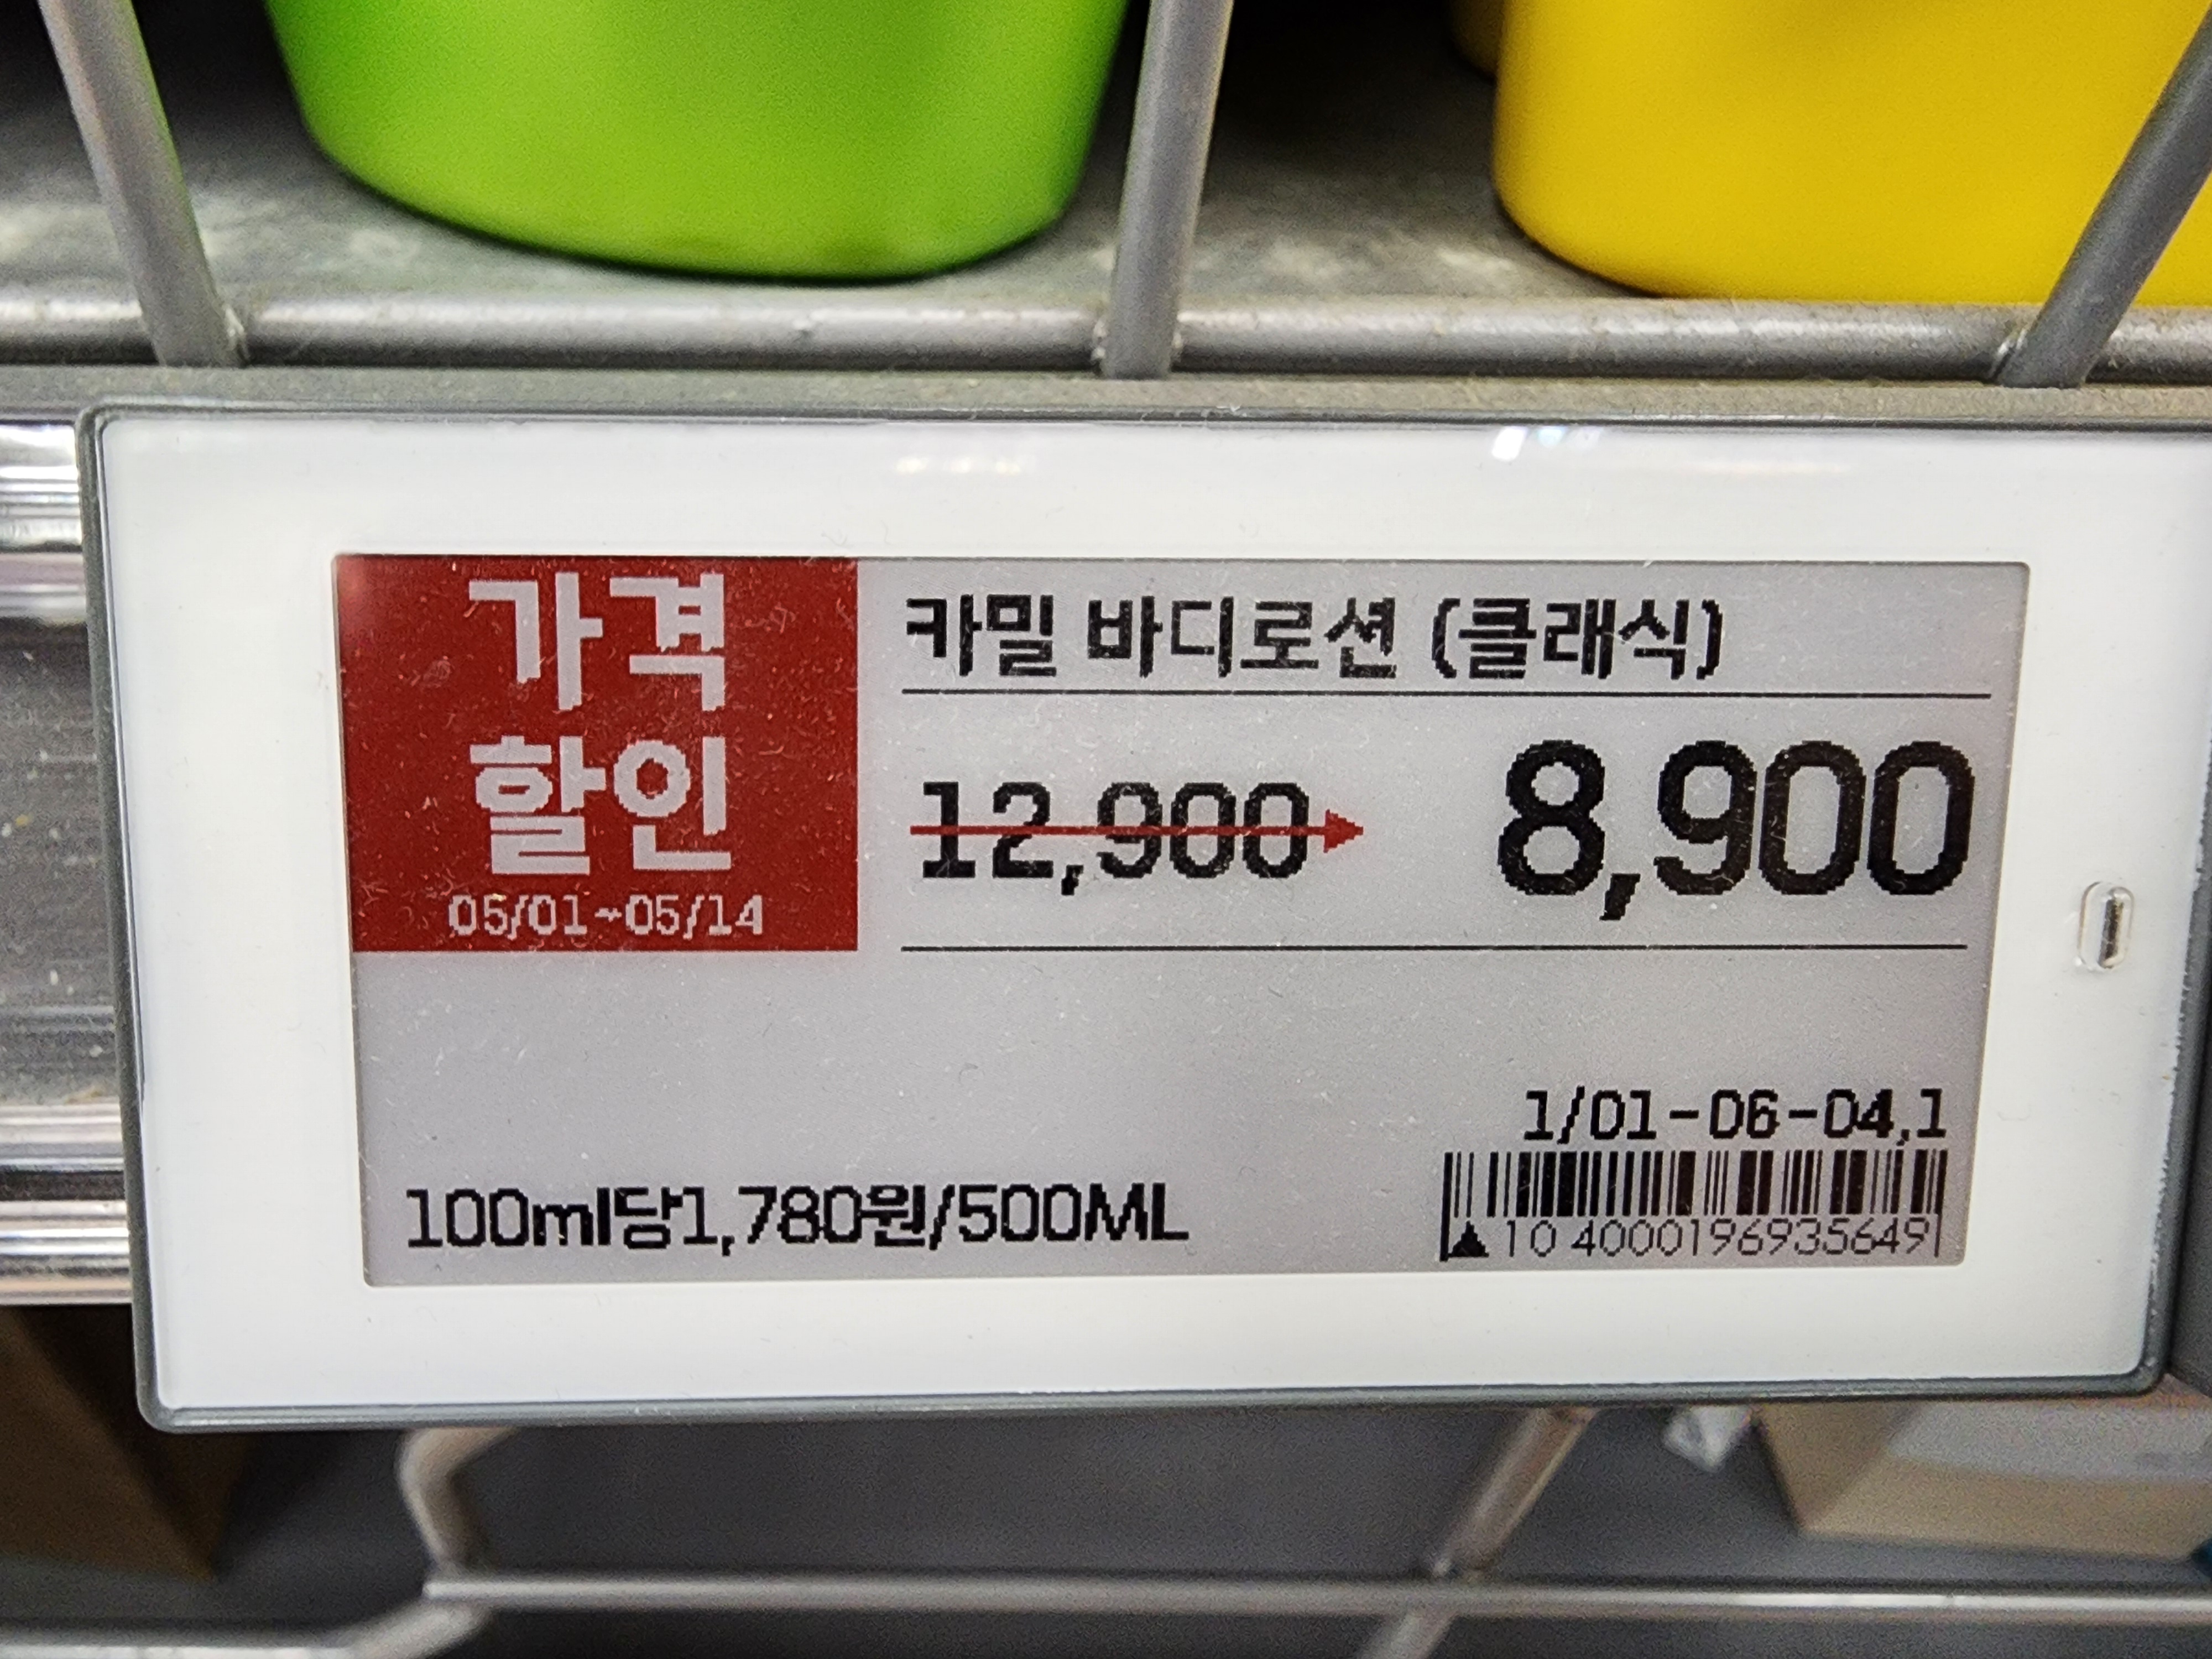 가격
할인
05/01~05/14
카밀 바디로션 (클래식)
12,900
8,900
1/01-06-04,1
100ml당1,780원/500ML
▲10 4000196935649